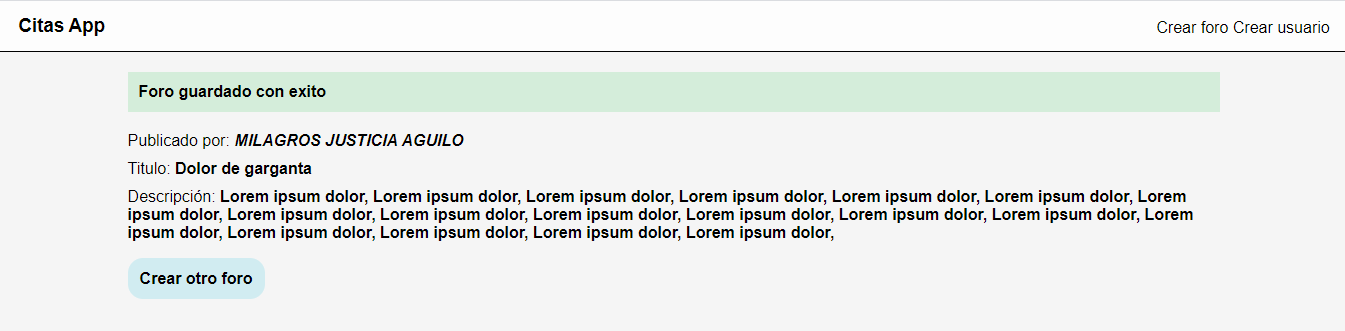 Citas App
Crear foro Crear usuario
Foro guardado con exito
Publicado por: MILAGROS JUSTICIA AGUILO
Titulo: Dolor de garganta
Descripción: Lorem ipsum dolor, Lorem ipsum dolor, Lorem ipsum dolor, Lorem ipsum dolor, Lorem ipsum dolor, Lorem ipsum dolor, Lorem
ipsum dolor, Lorem ipsum dolor, Lorem ipsum dolor, Lorem ipsum dolor, Lorem ipsum dolor, Lorem ipsum dolor, Lorem ipsum dolor, Lorem
ipsum dolor, Lorem ipsum dolor, Lorem ipsum dolor, Lorem ipsum dolor, Lorem ipsum dolor,
Crear otro foro